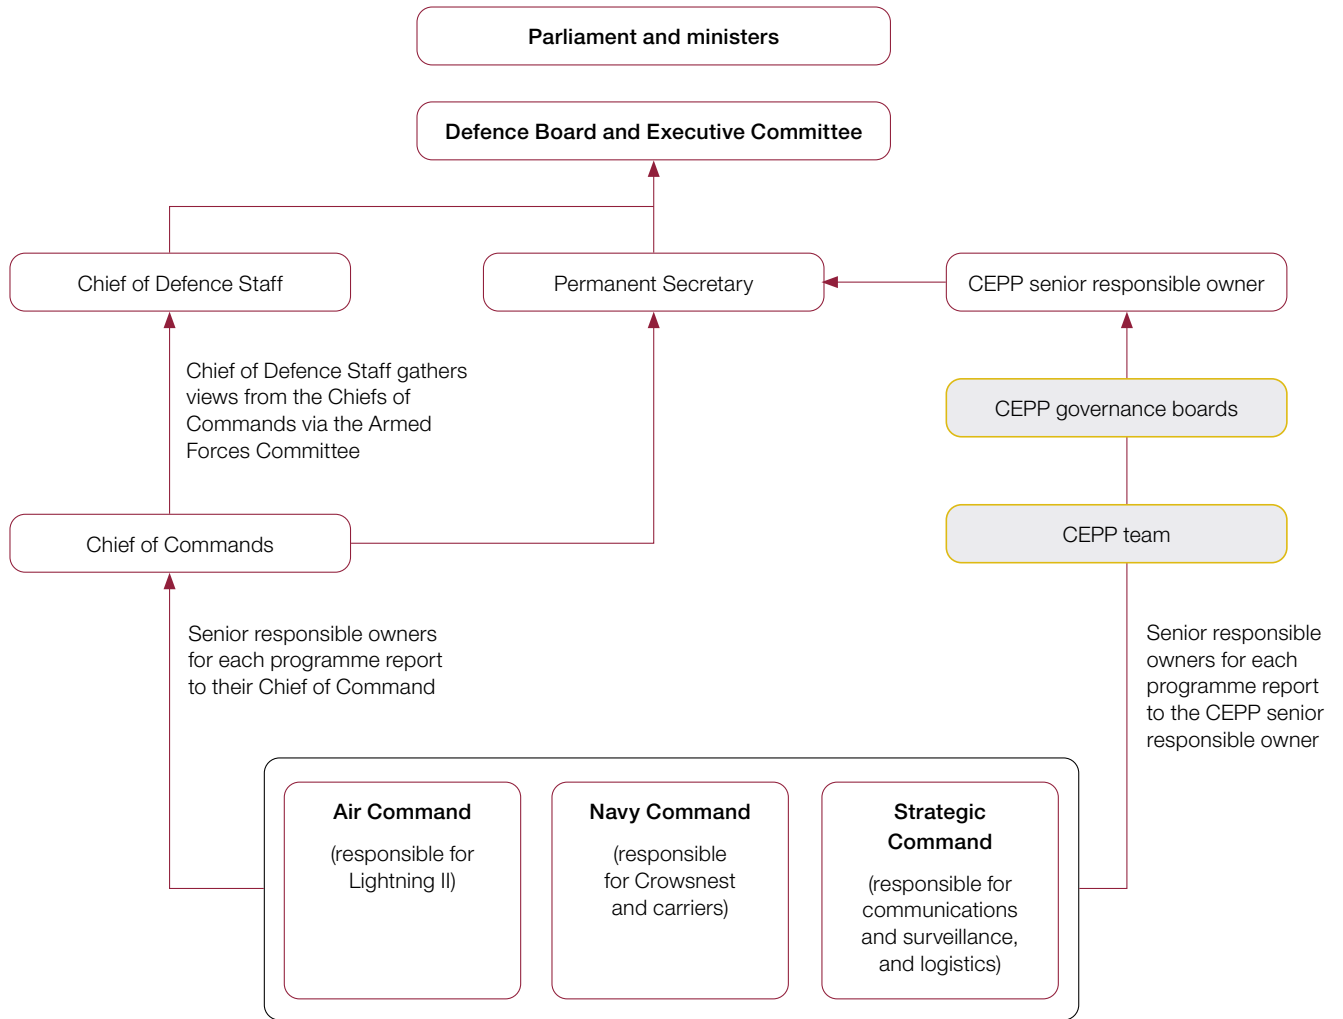 Parliament and ministers
Defence Board and Executive Committee
Chief of Defence Staff
Permanent Secretary
CEPP senior responsible owner
Chief of Defence Staff gathers
views from the Chiefs of
Commands via the Armed
Forces Committee
CEPP governance boards
Chief of Commands
CEPP team
Senior responsible owners
for each programme report
to their Chief of Command
Senior responsible
owners for each
programme report
to the CEPP senior
responsible owner
Air Command
(responsible for
Lightning II)
Navy Command
(responsible
for Crowsnest
and carriers)
Strategic
Command
(responsible for
communications
and surveillance,
and logistics)